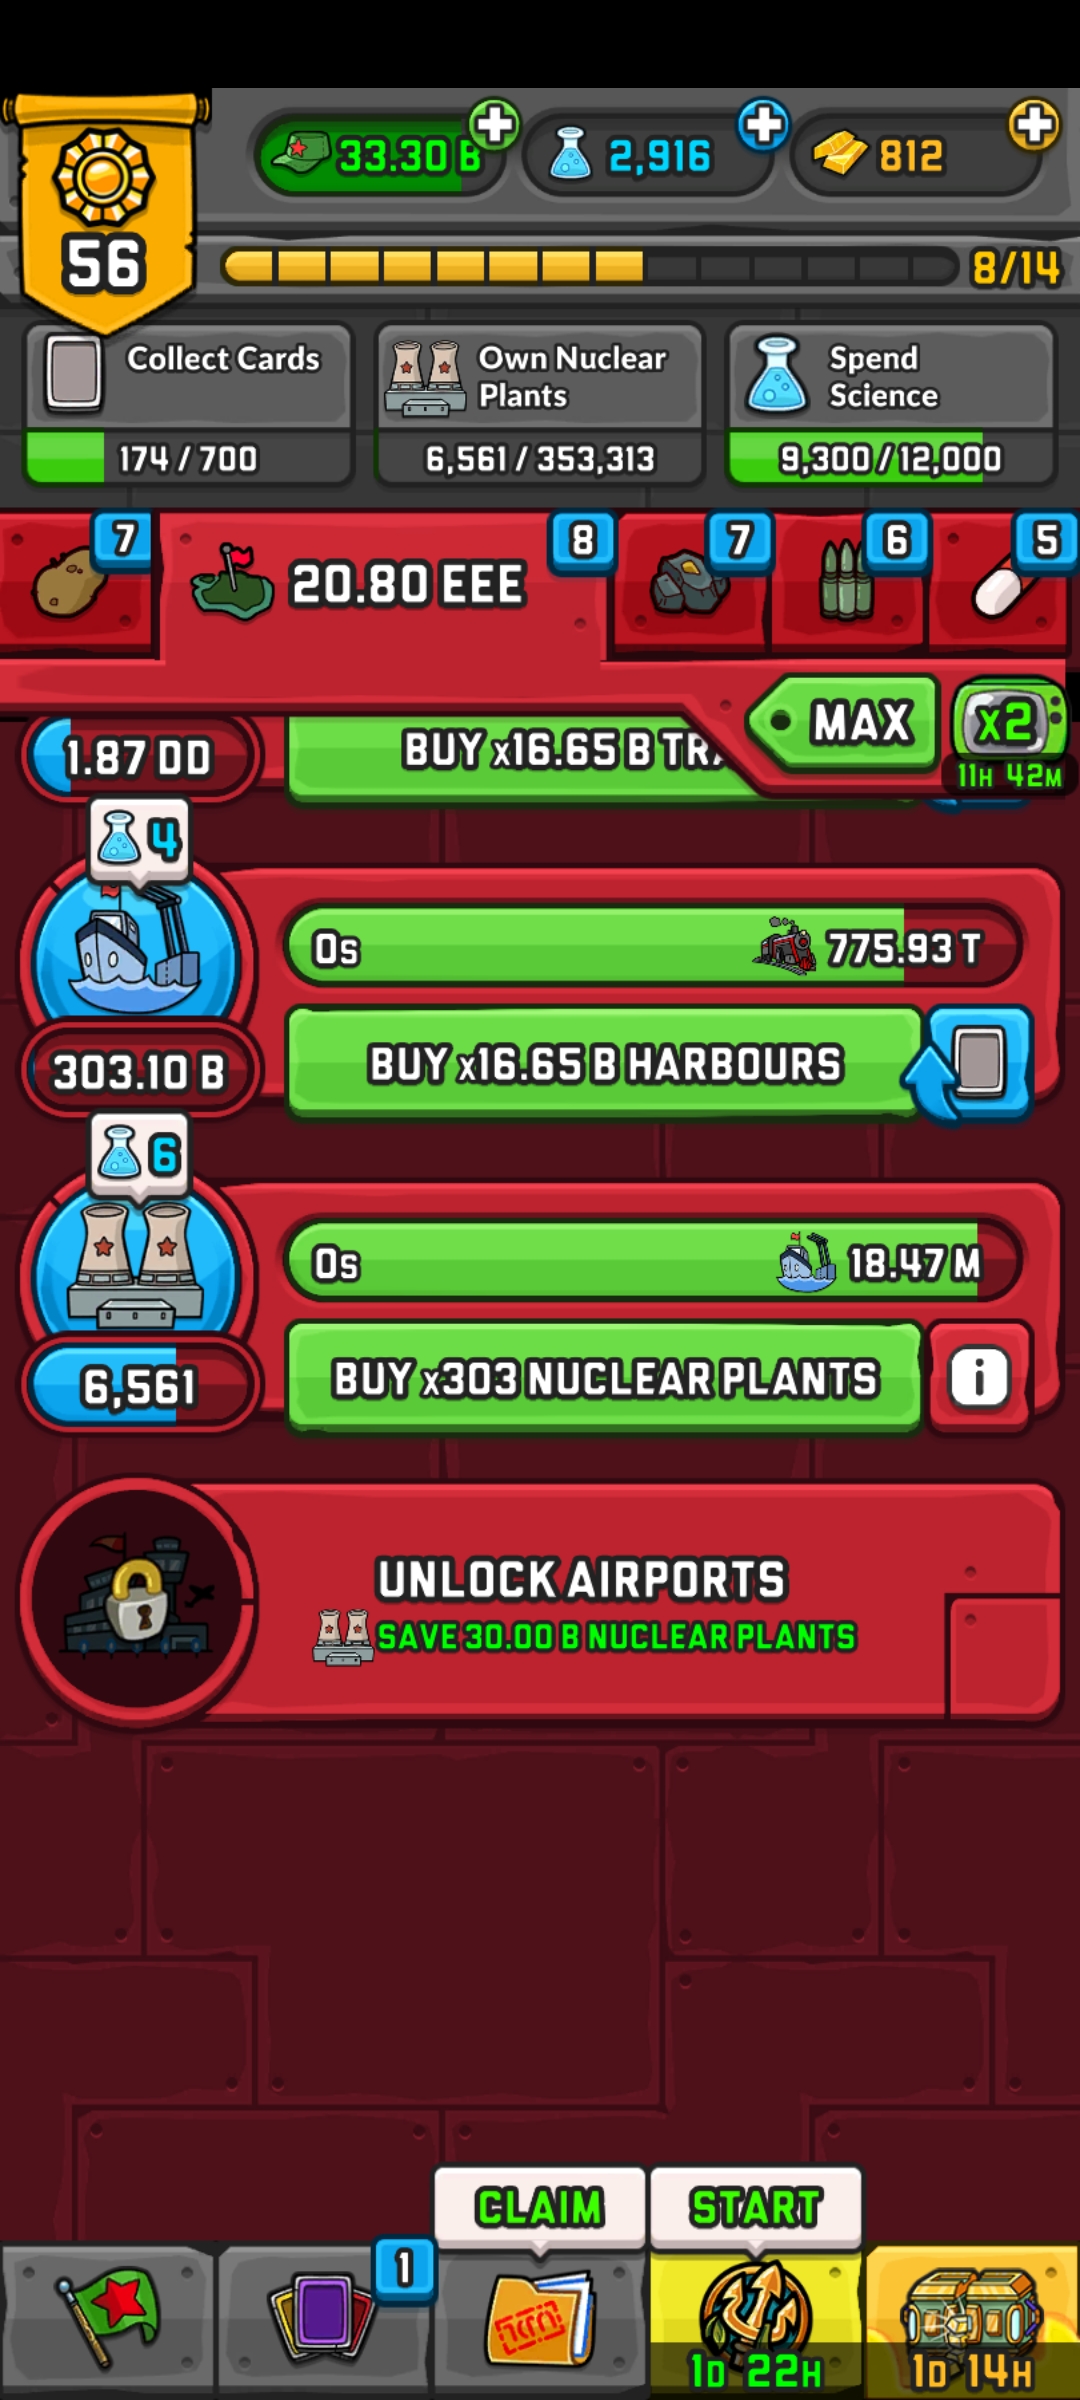 33.30 B
2,916
812
56
8/14
Collect Cards
174 / 700
Own Nuclear
Plants
6,561 / 353,313
Spend
Science
9,300 / 12,000
7
20.80 EEE
8
7
6
5
MAX
x2
11H 42M
1.87 DD
BUY x16.65 B
4
0s
775.93 T
303.10 B
BUY x16.65 B HARBOURS
6
0s
18.47 M
6,561
BUY x303 NUCLEAR PLANTS
i
UNLOCK AIRPORTS
SAVE 30.00 B NUCLEAR PLANTS
CLAIM
START
1
1D 22H
1D 14H